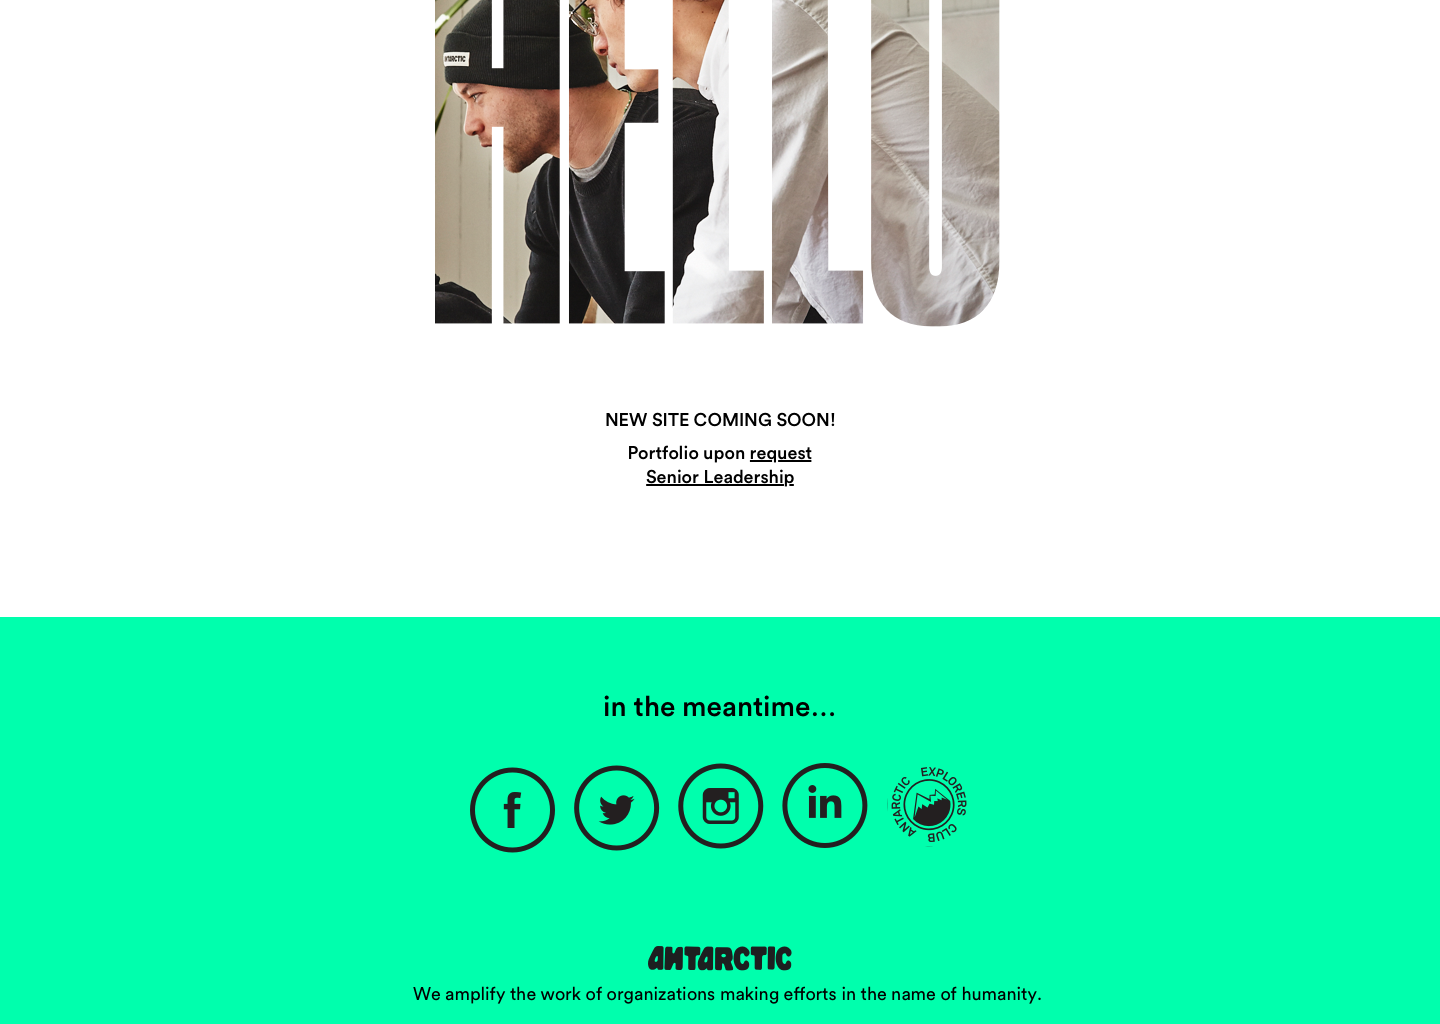 ANTARCTIC
HELLO
NEW SITE COMING SOON!
Portfolio upon request
Senior Leadership
in the meantime...
f
in
ANTARCTIC EXPLORERS CLUB
ANTARCTIC
We amplify the work of organizations making efforts in the name of humanity.